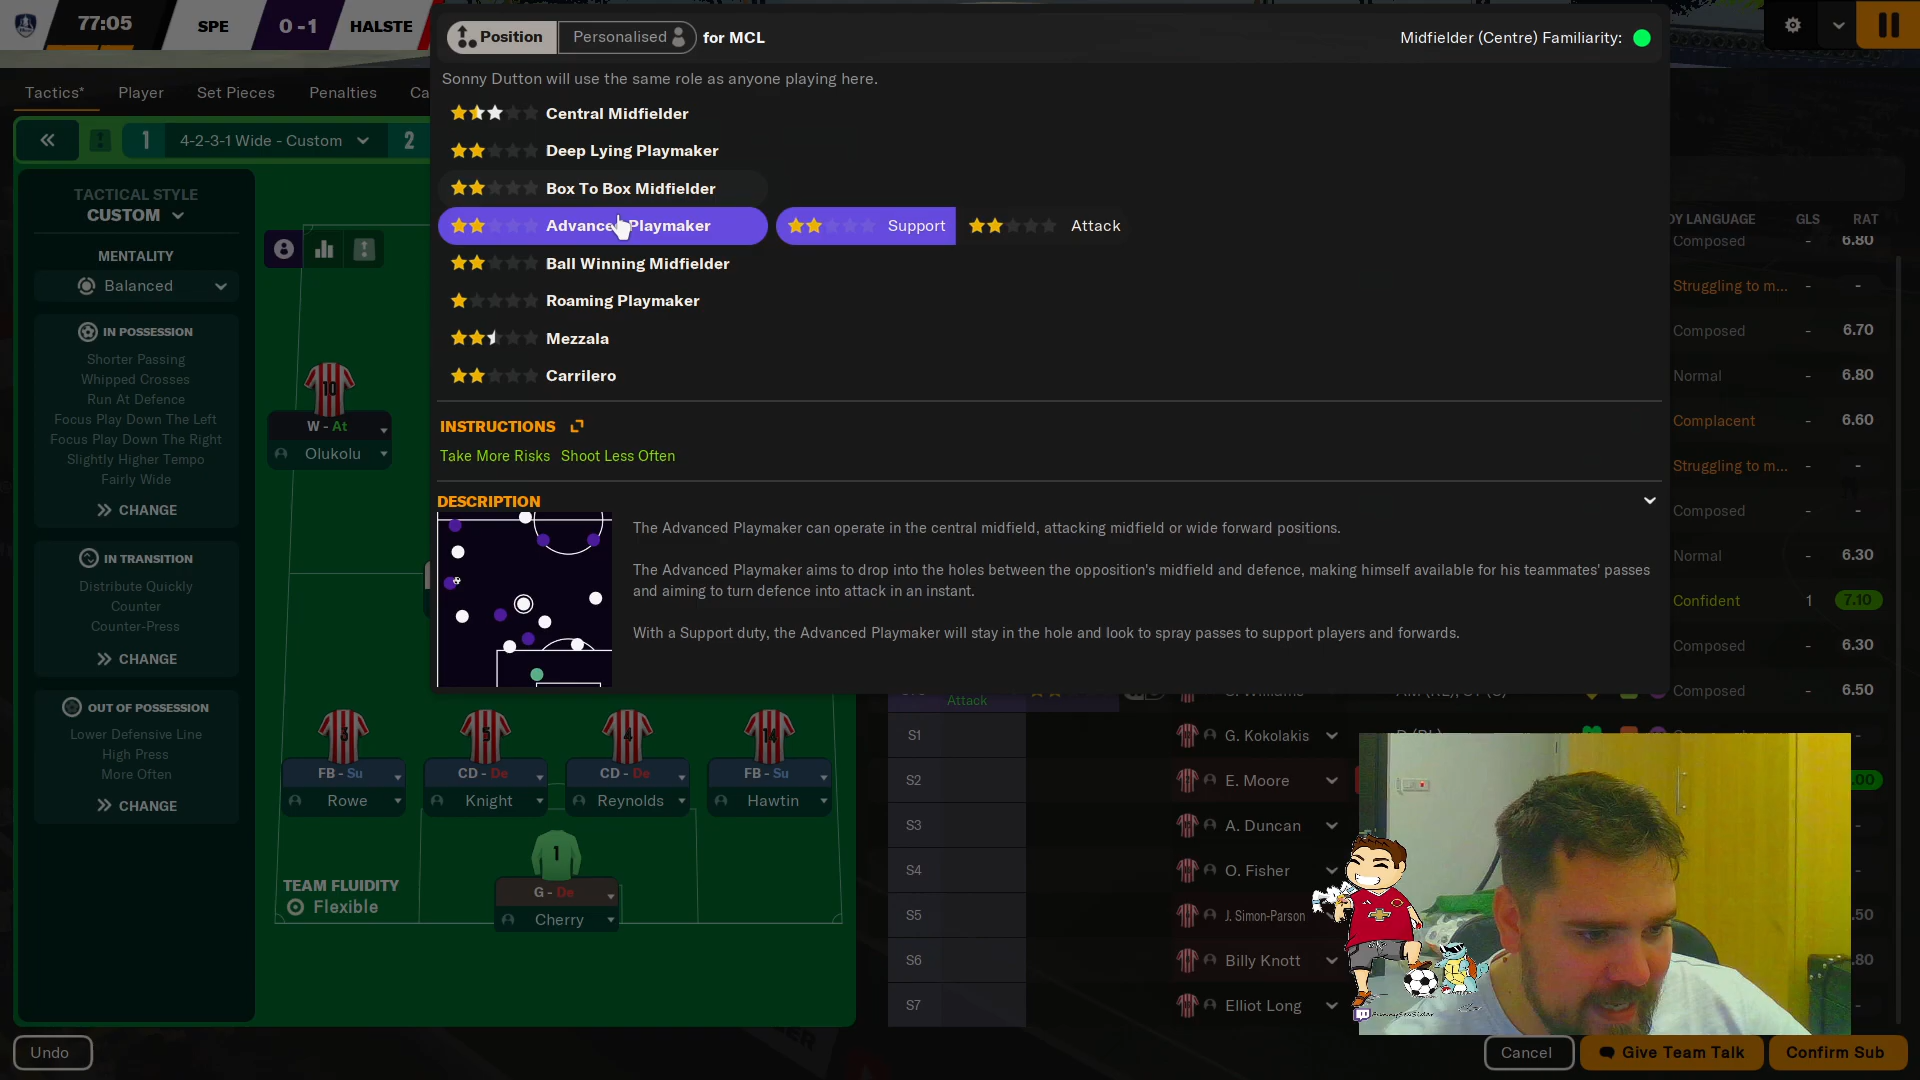 77:05
SPE
0 - 1
HALSTE
Position
Personalised
for MCL
Midfielder (Centre) Familiarity:
Tactics*
Player
Set Pieces
Penalties
Ca
Sonny Dutton will use the same role as anyone playing here.
Central Midfielder
Deep Lying Playmaker
Box To Box Midfielder
Advanced Playmaker
Support
Attack
Ball Winning Midfielder
Roaming Playmaker
Mezzala
Carrilero
INSTRUCTIONS
Take More Risks Shoot Less Often
DESCRIPTION
The Advanced Playmaker can operate in the central midfield, attacking midfield or wide forward positions.
The Advanced Playmaker aims to drop into the holes between the opposition's midfield and defence, making himself available for his teammates' passes
and aiming to turn defence into attack in an instant.
With a Support duty, the Advanced Playmaker will stay in the hole and look to spray passes to support players and forwards.
1
4-2-3-1 Wide - Custom
2
TACTICAL STYLE
CUSTOM
MENTALITY
Balanced
IN POSSESSION
Shorter Passing
Whipped Crosses
Run At Defence
Focus Play Down The Left
Focus Play Down The Right
Slightly Higher Tempo
Fairly Wide
CHANGE
IN TRANSITION
Distribute Quickly
Counter
Counter-Press
CHANGE
OUT OF POSSESSION
Lower Defensive Line
High Press
More Often
CHANGE
10
W - At
Olukolu
3
FB - Su
Rowe
5
CD - De
Knight
4
CD - De
Reynolds
14
FB - Su
Hawtin
1
G - De
Cherry
TEAM FLUIDITY
Flexible
DY LANGUAGE
GLS
RAT
Composed - 6.80
Struggling to m... - -
Composed - 6.70
Normal - 6.80
Complacent - 6.60
Struggling to m... - -
Composed - -
Normal - 6.30
Confident 1 7.10
Composed - 6.30
Composed - 6.50
Attack
S1 G. Kokolakis
S2 E. Moore
S3 A. Duncan
S4 O. Fisher
S5 J. Simon-Parson
S6 Billy Knott
S7 Elliot Long
.00
.50
.80
Undo
Cancel
Give Team Talk
Confirm Sub